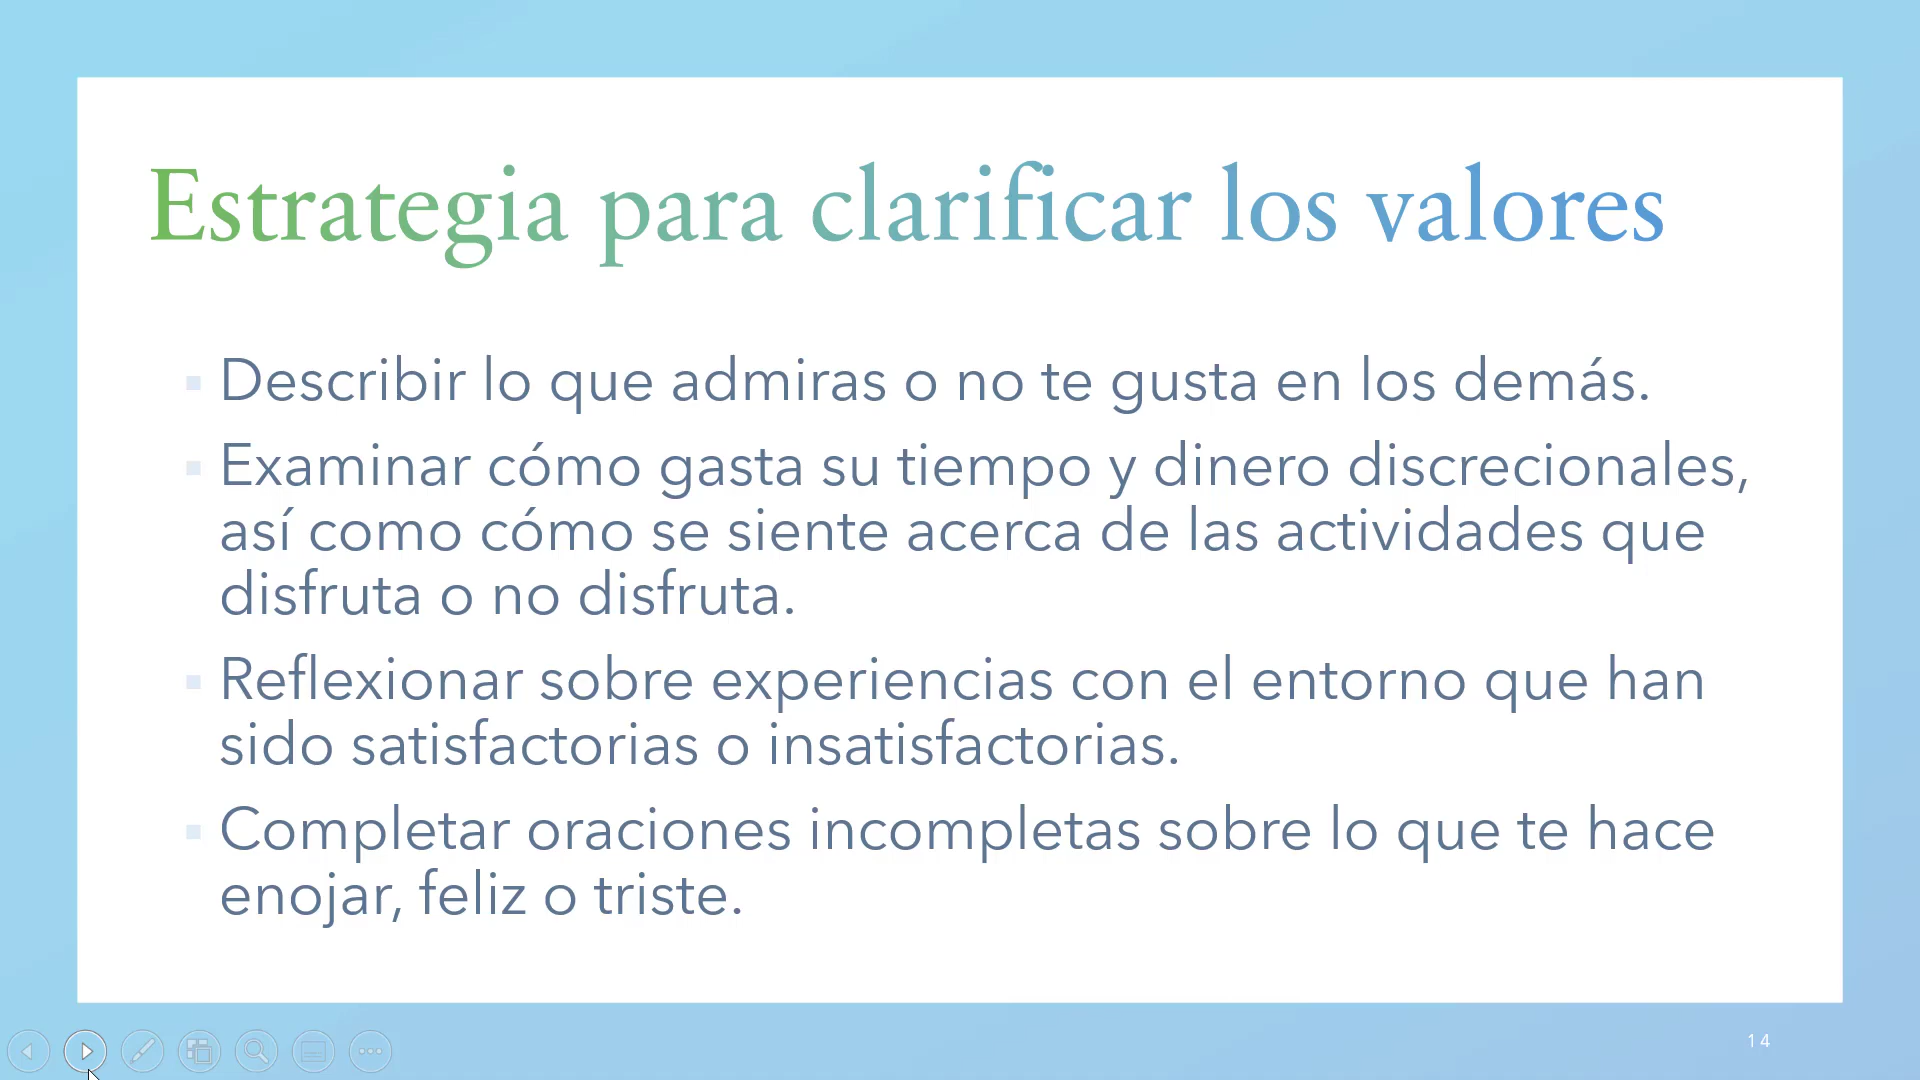 Estrategia para clarificar los valores
Describir lo que admiras o no te gusta en los demás.
Examinar cómo gasta su tiempo y dinero discrecionales,
así como cómo se siente acerca de las actividades que
disfruta o no disfruta.
Reflexionar sobre experiencias con el entorno que han
sido satisfactorias o insatisfactorias.
Completar oraciones incompletas sobre lo que te hace
enojar, feliz o triste.
14